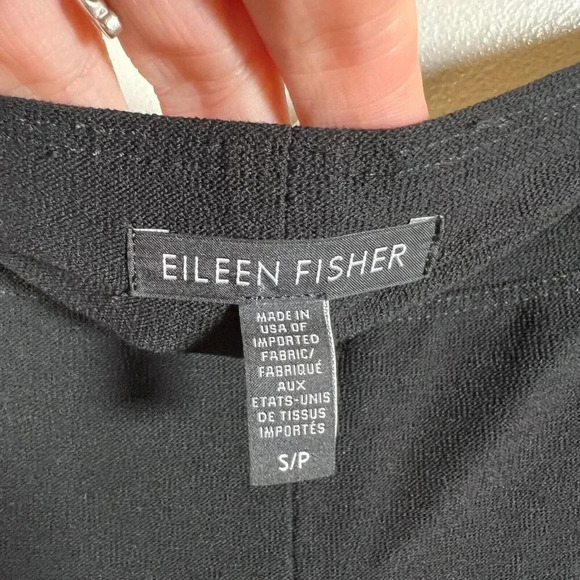 EILEEN FISHER
MADE IN
USA OF
IMPORTED
FABRIC/
FABRIQUÉ
AUX
ETATS-UNIS
DE TISSUS
IMPORTÉS
S/P